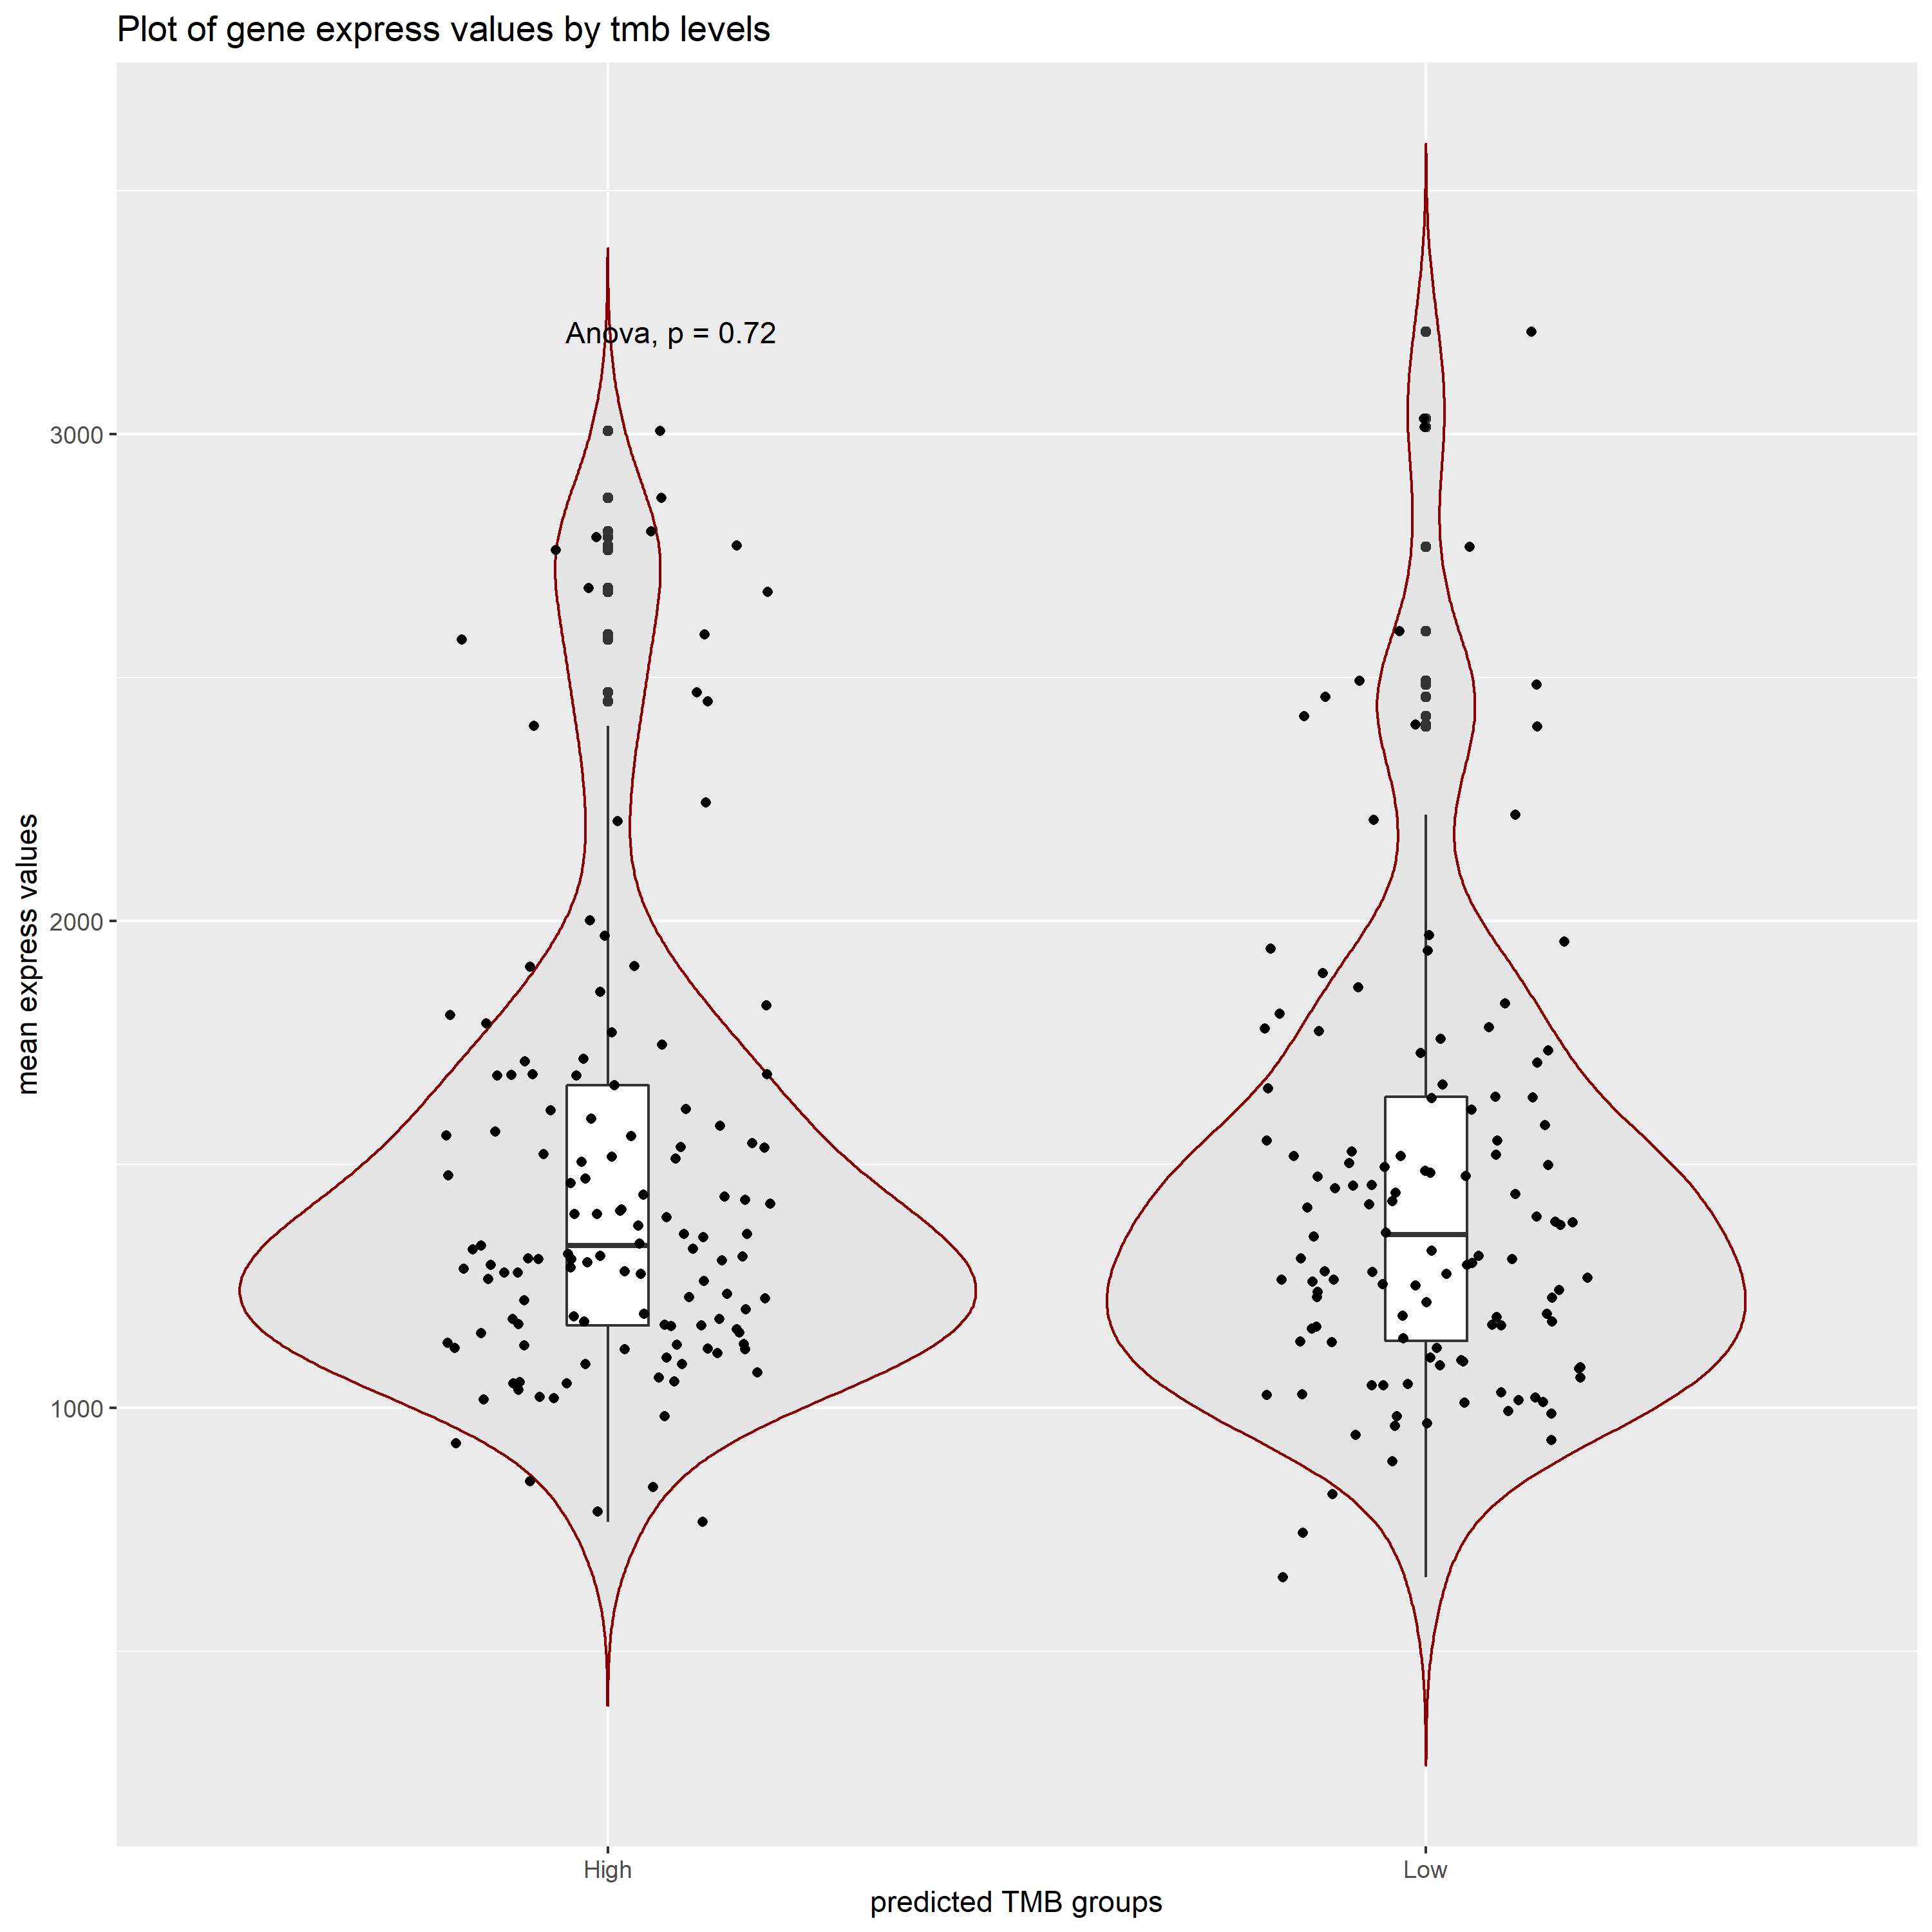 Plot of gene express values by tmb levels
Anova, p = 0.72
mean express values
3000
2000
1000
High
Low
predicted TMB groups